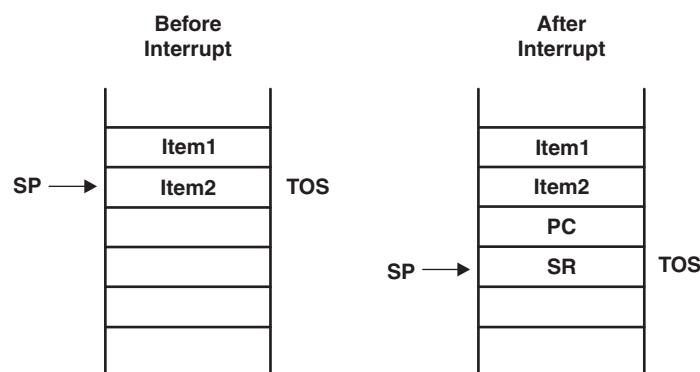 Before
Interrupt
Item1
SP
Item2
TOS
After
Interrupt
Item1
Item2
PC
SP
SR
TOS